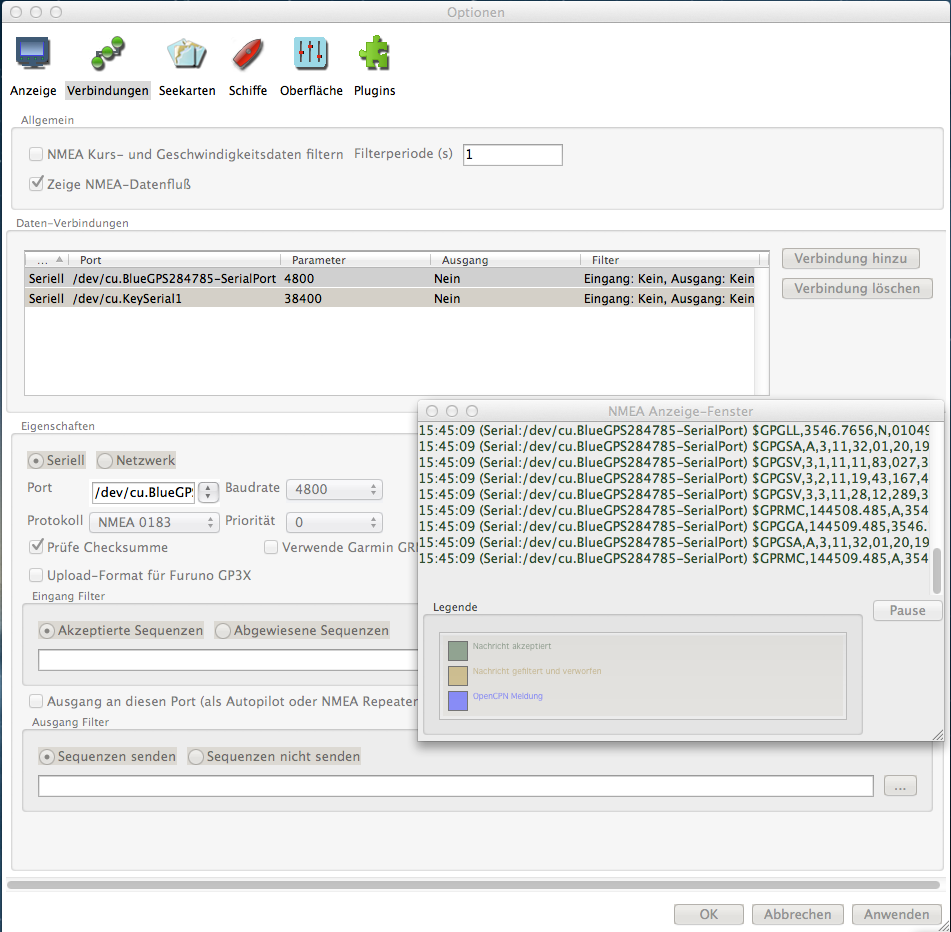 Optionen
Anzeige Verbindungen Seekarten Schiffe Oberfläche Plugins
Allgemein
NMEA Kurs- und Geschwindigkeitsdaten filtern Filterperiode (s) 1
Zeige NMEA-Datenfluß
Daten-Verbindungen
... Port Parameter Ausgang Filter
Seriell /dev/cu.BlueGPS284785-SerialPort 4800 Nein Eingang: Kein, Ausgang: Kein
Seriell /dev/cu.KeySerial1 38400 Nein Eingang: Kein, Ausgang: Kein
Verbindung hinzu
Verbindung löschen
Eigenschaften
Seriell Netzwerk
Port /dev/cu.BlueGP Baudrate 4800
Protokoll NMEA 0183 Priorität 0
Prüfe Checksumme Verwende Garmin GR
Upload-Format für Furuno GP3X
Eingang Filter
Akzeptierte Sequenzen Abgewiesene Sequenzen
Ausgang an diesen Port (als Autopilot oder NMEA Repeater
Ausgang Filter
Sequenzen senden Sequenzen nicht senden
...
NMEA Anzeige-Fenster
15:45:09 (Serial:/dev/cu.BlueGPS284785-SerialPort) $GPGLL,3546.7656,N,01049
15:45:09 (Serial:/dev/cu.BlueGPS284785-SerialPort) $GPGSA,A,3,11,32,01,20,19
15:45:09 (Serial:/dev/cu.BlueGPS284785-SerialPort) $GPGSV,3,1,11,11,83,027,3
15:45:09 (Serial:/dev/cu.BlueGPS284785-SerialPort) $GPGSV,3,2,11,19,43,167,4
15:45:09 (Serial:/dev/cu.BlueGPS284785-SerialPort) $GPGSV,3,3,11,28,12,289,3
15:45:09 (Serial:/dev/cu.BlueGPS284785-SerialPort) $GPRMC,144508.485,A,354
15:45:09 (Serial:/dev/cu.BlueGPS284785-SerialPort) $GPGGA,144509.485,3546.
15:45:09 (Serial:/dev/cu.BlueGPS284785-SerialPort) $GPGSA,A,3,11,32,01,20,19
15:45:09 (Serial:/dev/cu.BlueGPS284785-SerialPort) $GPRMC,144509.485,A,354
Legende
Pause
Nachricht akzeptiert
Nachricht gefiltert und verworfen
OpenCPN Meldung
OK Abbrechen Anwenden